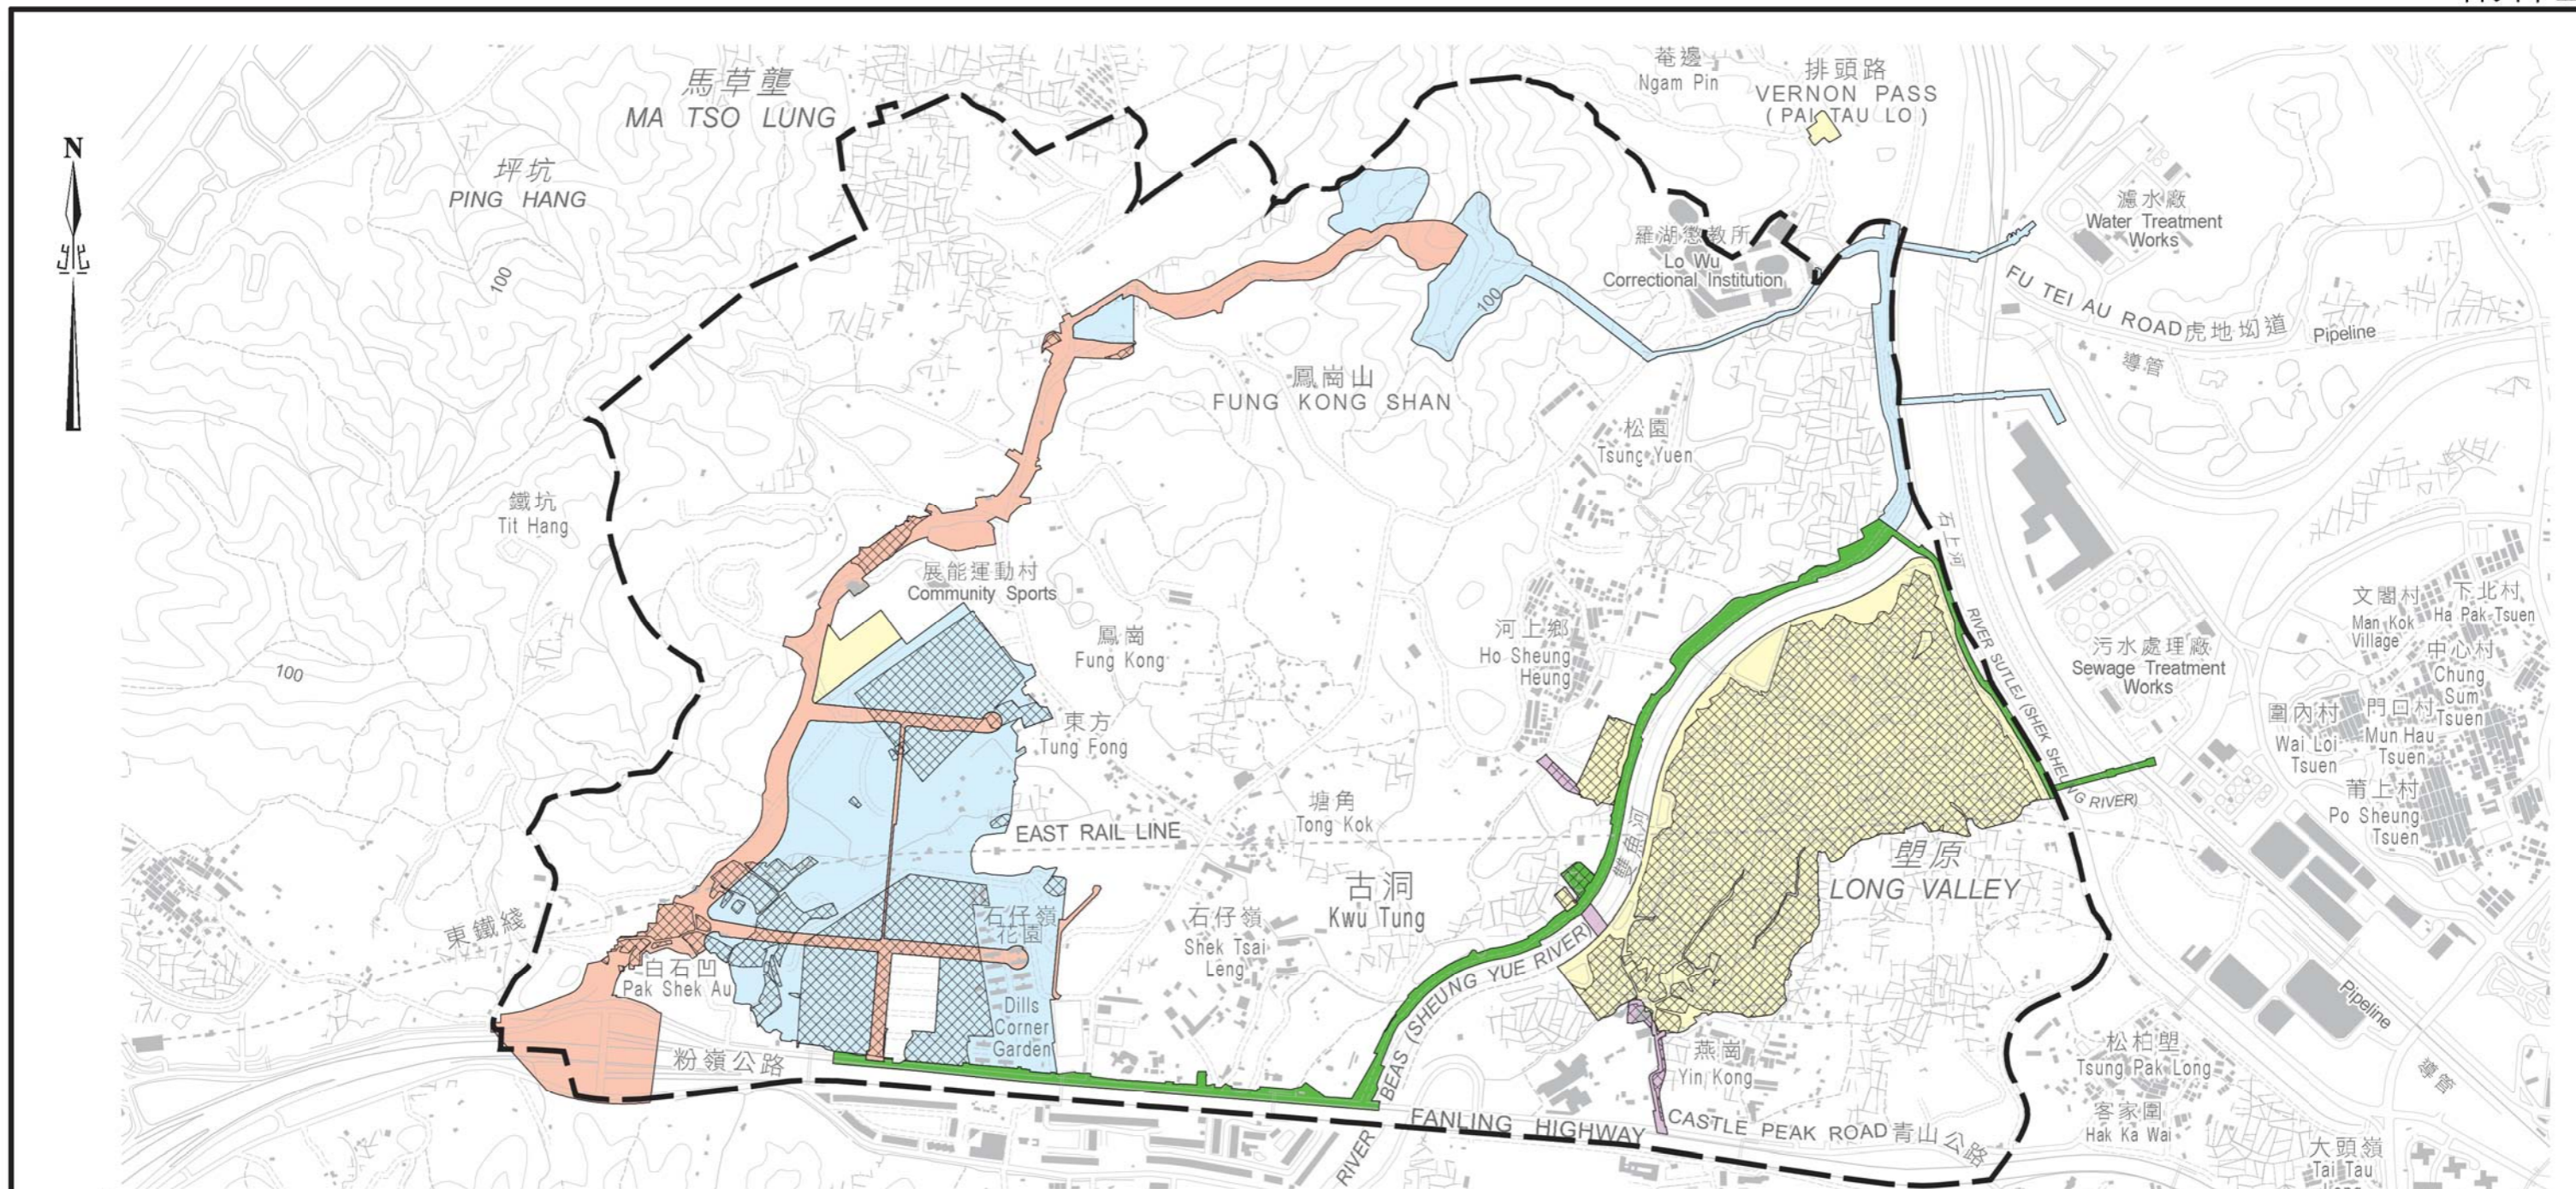 馬草壟
MA TSO LUNG
菴邊
Ngam Pin
排頭路
VERNON PASS
( PAI TAU LO )
N
坪坑
PING HANG
濾水廠
Water Treatment
Works
羅湖懲教所
Lo Wu
Correctional Institution
100
100
FU TEI AU ROAD 虎地坳道
Pipeline
導管
鳳崗山
FUNG KONG SHAN
松園
Tsung Yuen
鐵坑
Tit Hang
石上河
RIVER SUTLEJ (SHEK SHEUNG RIVER)
展能運動村
Community Sports
文閣村
Man Kok
Village
下北村
Ha Pak Tsuen
鳳崗
Fung Kong
河上鄉
Ho Sheung
Heung
污水處理廠
Sewage Treatment
Works
中心村
Chung
Sum
Tsuen
100
圍內村
Wai Loi
Tsuen
門口村
Mun Hau
Tsuen
東方
Tung Fong
莆上村
Po Sheung
Tsuen
塘角
Tong Kok
EAST RAIL LINE
雙魚河
塱原
LONG VALLEY
古洞
Kwu Tung
東鐵綫
石仔嶺
花園
石仔嶺
Shek Tsai
Leng
白石凹
Pak Shek Au
Dills
Corner
Garden
BEAS (SHEUNG YUE RIVER)
RIVER
Pipeline
導管
粉嶺公路
燕崗
Yin Kong
松柏塱
Tsung Pak Long
FANLING HIGHWAY
CASTLE PEAK ROAD 青山公路
客家圍
Hak Ka Wai
大頭嶺
Tai Tau